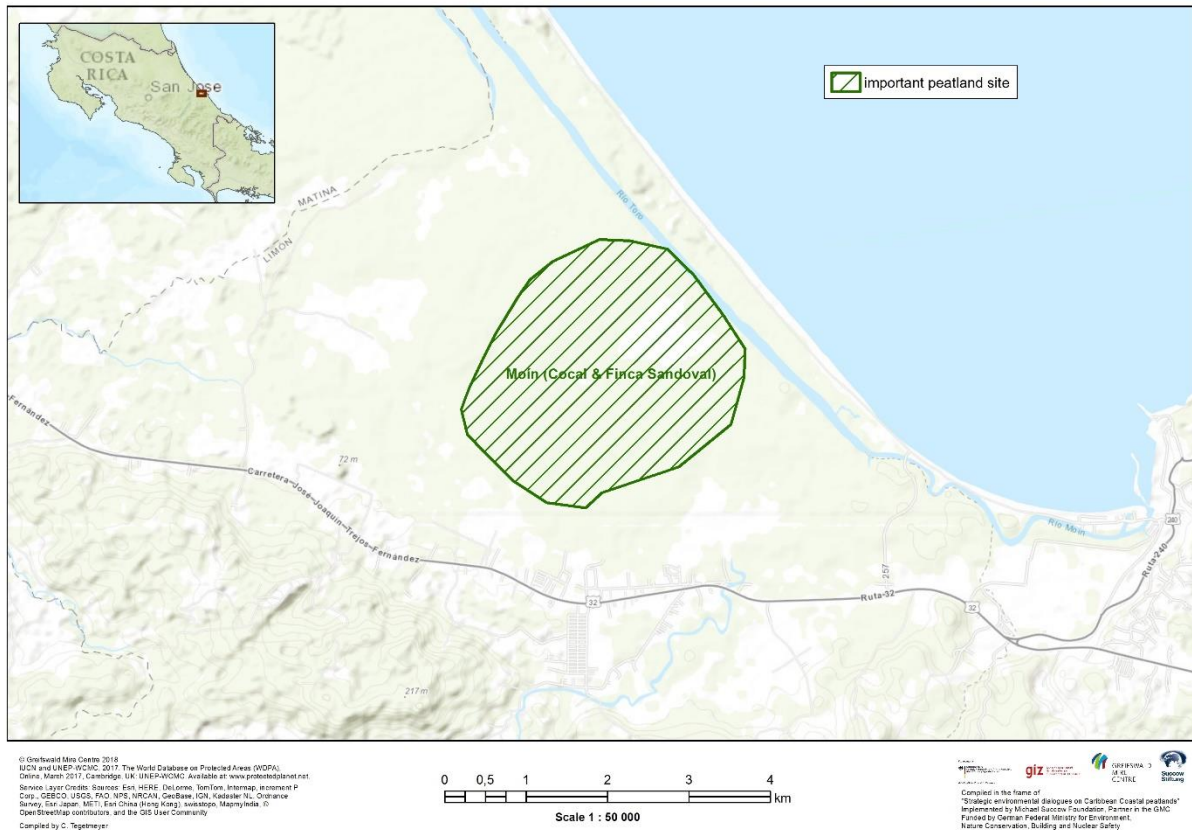 COSTA
RICA
San Jose
important peatland site
MATINA
LIMÓN
Río Toro
Moín (Cocal & Finca Sandoval)
72 m
Fernández
Carretera-José-Joaquín-Trejos-Fernández
257
Río Moín
240
Ruta-240
32
Ruta-32
32
217 m
© Greifswald Mire Centre 2018
IUCN and UNEP-WCMC. 2017. The World Database on Protected Areas (WDPA).
Online, March 2017, Cambridge, UK: UNEP-WCMC. Available at: www.protectedplanet.net.
Service Layer Credits: Sources: Esri, HERE, DeLorme, TomTom, Intermap, increment P
Corp., GEBCO, USGS, FAO, NPS, NRCAN, GeoBase, IGN, Kadaster NL, Ordnance
Survey, Esri Japan, METI, Esri China (Hong Kong), swisstopo, MapmyIndia, ©
OpenStreetMap contributors, and the GIS User Community
Compiled by C. Tegetmeyer
0 0,5 1 2 3 4
km
Scale 1 : 50 000
giz
GREIFSWALD
MIRE
CENTRE
Succow
Stiftung
Compiled in the frame of
"Strategic environmental dialogues on Caribbean Coastal peatlands"
Implemented by Michael Succow Foundation, Partner in the GMC
Funded by German Federal Ministry for Environment,
Nature Conservation, Building and Nuclear Safety